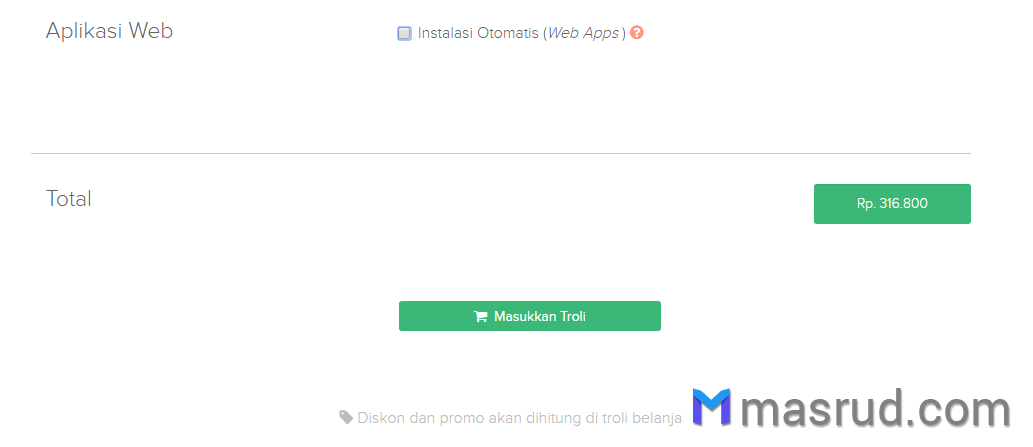 Aplikasi Web
Instalasi Otomatis (Web Apps) ?
Total
Rp. 316.800
Masukkan Troli
Diskon dan promo akan dihitung di troli belanja
masrud.com